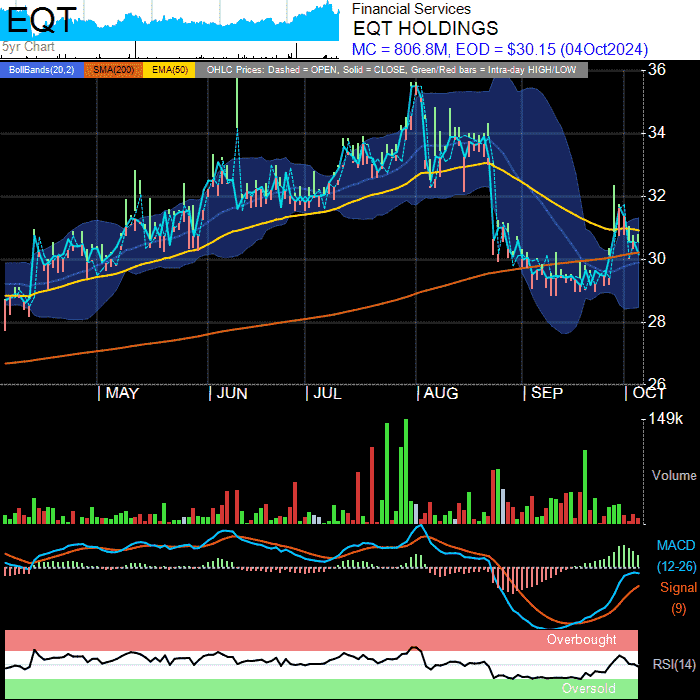 EQT
5yr Chart
Financial Services
EQT HOLDINGS
MC = 806.8M, EOD = $30.15 (04Oct2024)
BollBands(20,2) SMA(200) EMA(50) OHLC Prices: Dashed = OPEN, Solid = CLOSE, Green/Red bars = Intra-day HIGH/LOW
36
34
32
30
28
26
MAY JUN JUL AUG SEP OCT
149k
Volume
MACD
(12-26)
Signal
(9)
Overbought
RSI(14)
Oversold